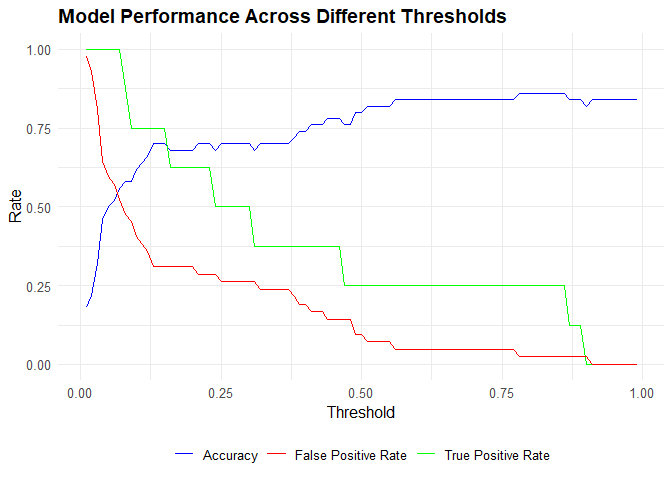 Model Performance Across Different Thresholds
1.00
0.75
0.50
0.25
0.00
Rate
0.00 0.25 0.50 0.75 1.00
Threshold
Accuracy False Positive Rate True Positive Rate